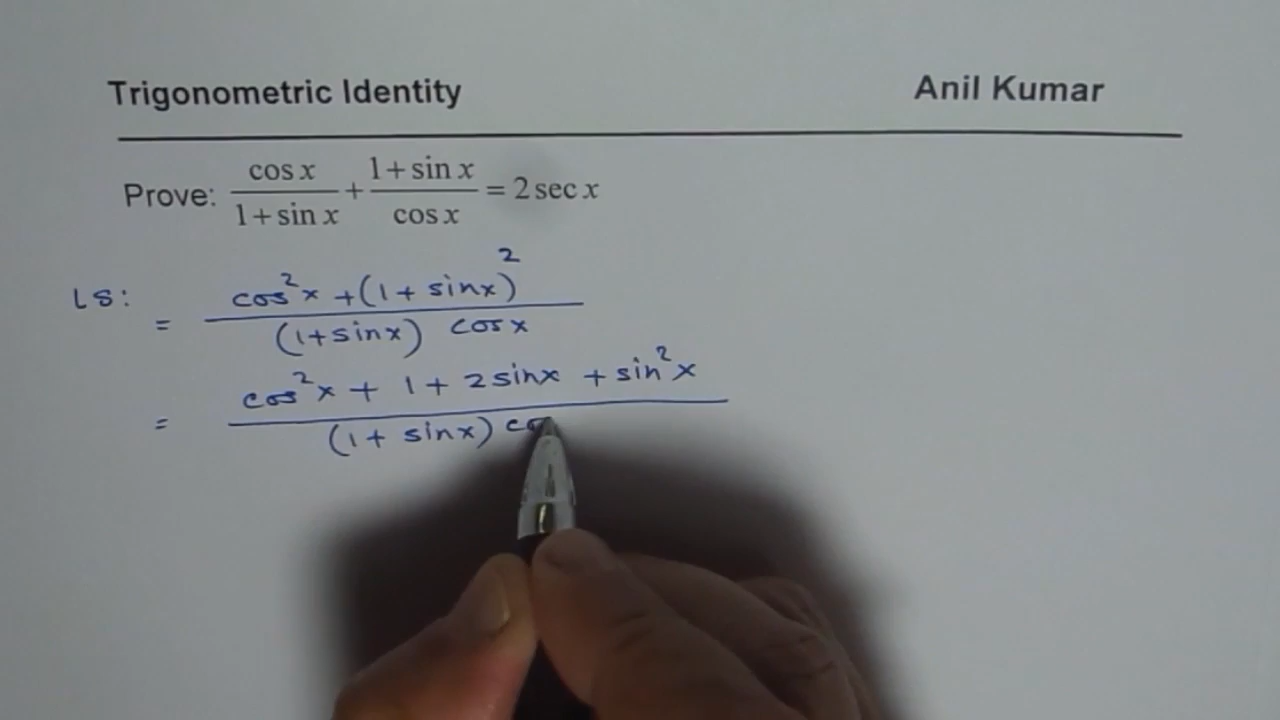 Trigonometric Identity Anil Kumar
Prove: cos x / 1 + sin x + 1 + sin x / cos x = 2 sec x
LS: = cos²x + (1 + sinx)² / (1+sinx) cosx
= cos²x + 1 + 2sinx + sin²x / (1 + sinx) co